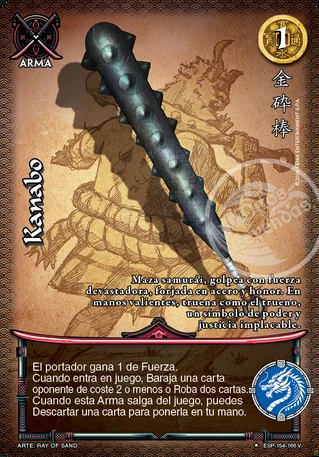 ARMA
1
金砕棒
Kanabo
Maza samurái, golpea con fuerza
devastadora, forjada en acero y honor. En
manos valientes, truena como el trueno,
un símbolo de poder y
justicia implacable.
El portador gana 1 de Fuerza.
Cuando entra en juego, Baraja una carta
oponente de coste 2 o menos o Roba dos cartas.
Cuando esta Arma salga del juego, puedes
Descartar una carta para ponerla en tu mano.
ARTE: RAY OF SAND
ESP-154-166 V